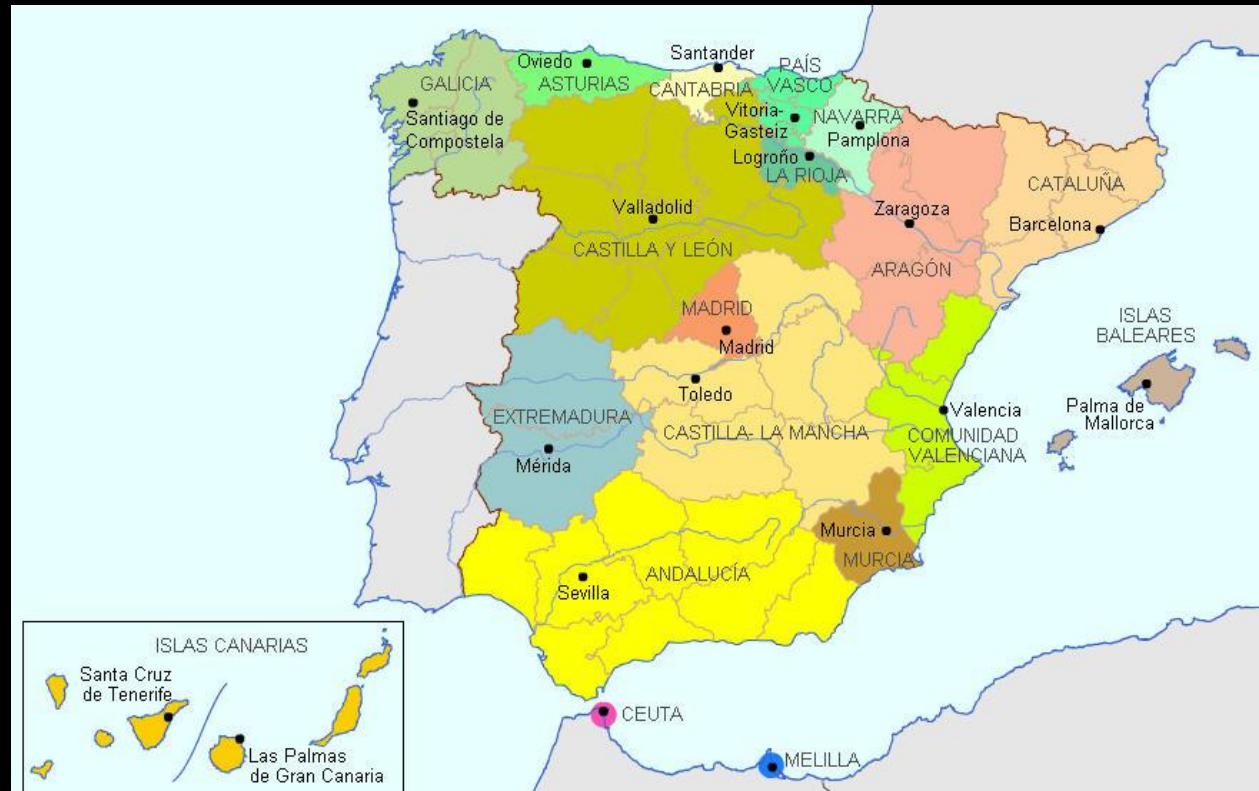 Santander
Oviedo
PAÍS
VASCO
GALICIA
ASTURIAS
CANTABRIA
Santiago de
Compostela
Vitoria-
Gasteiz
NAVARRA
Pamplona
Logroño
LA RIOJA
CATALUÑA
Valladolid
Zaragoza
Barcelona
CASTILLA Y LEÓN
ARAGÓN
MADRID
Madrid
ISLAS
BALEARES
Toledo
Palma de
Mallorca
EXTREMADURA
CASTILLA- LA MANCHA
Valencia
COMUNIDAD
VALENCIANA
Mérida
Murcia
MURCIA
ANDALUCÍA
Sevilla
ISLAS CANARIAS
Santa Cruz
de Tenerife
Las Palmas
de Gran Canaria
CEUTA
MELILLA